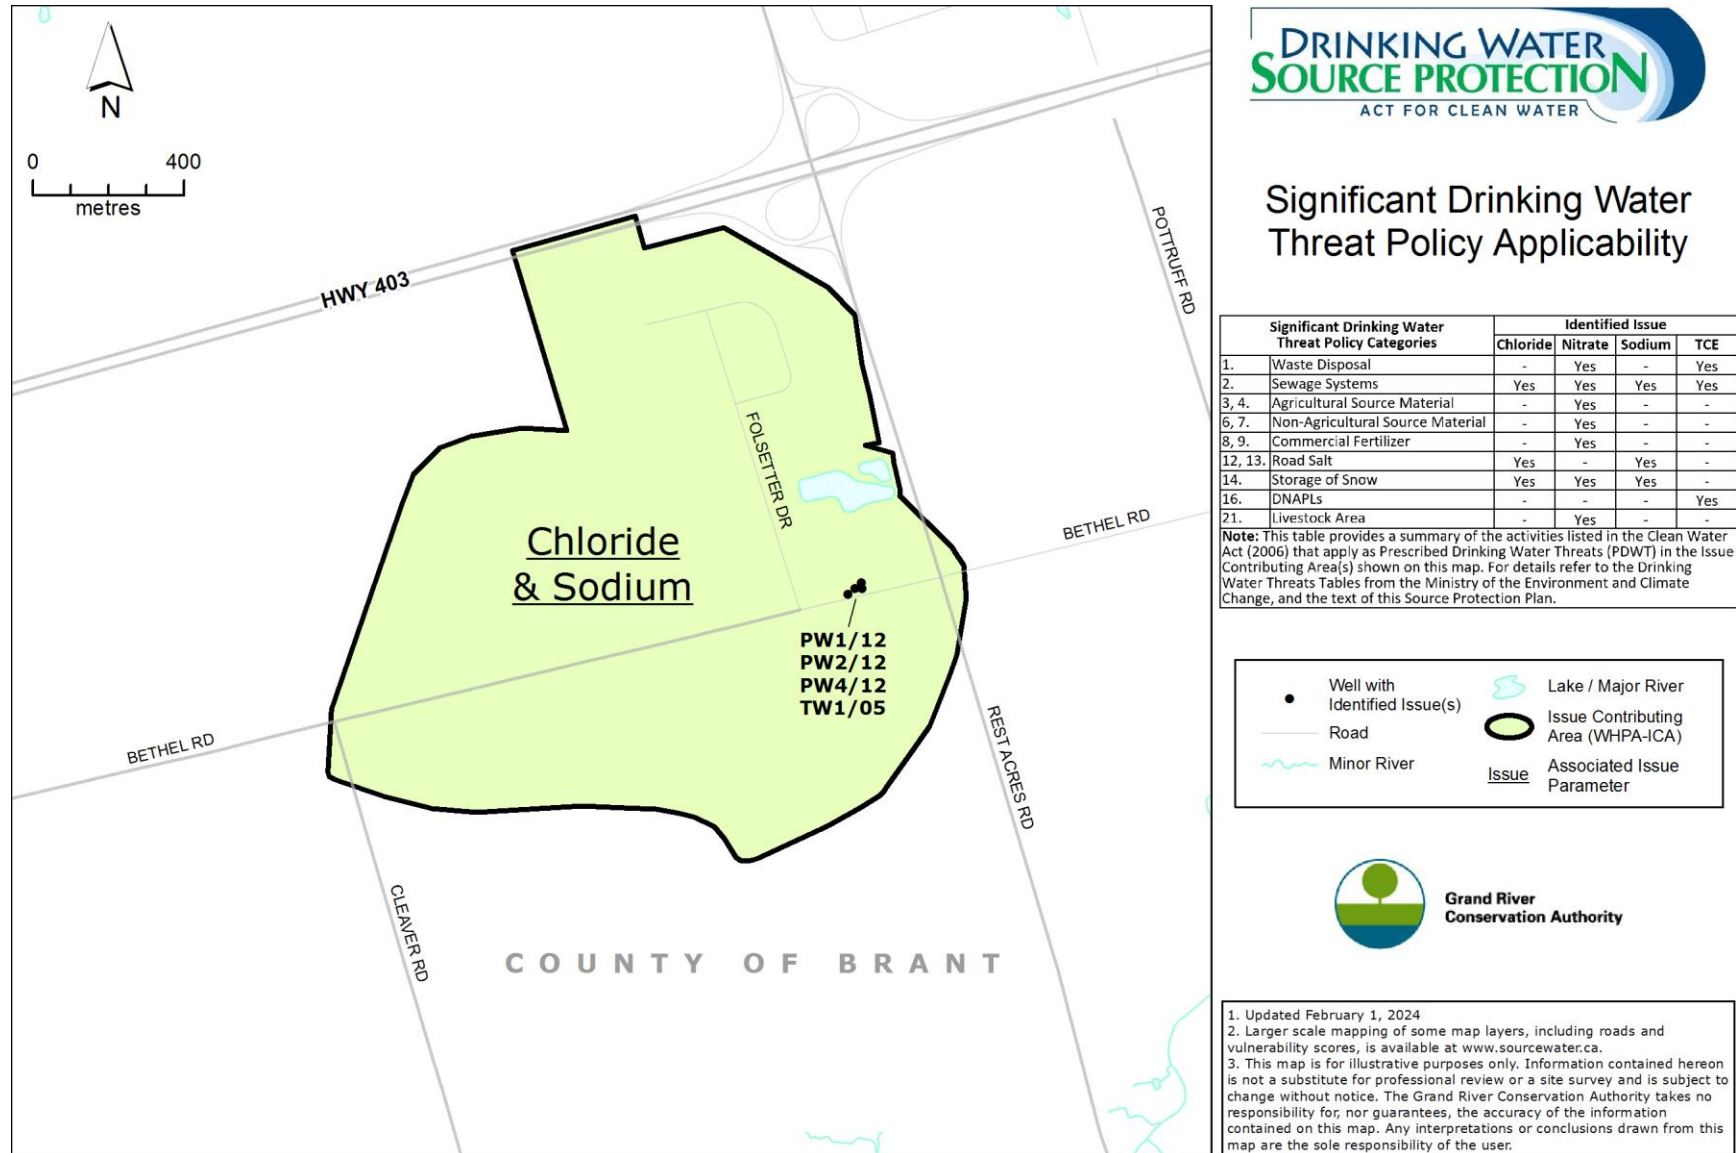 N
0 400
metres
HWY 403
POTTRUFF RD
FOLSETTER DR
BETHEL RD
Chloride
& Sodium
PW1/12
PW2/12
PW4/12
TW1/05
BETHEL RD
REST ACRES RD
CLEAVER RD
COUNTY OF BRANT
DRINKING WATER
SOURCE PROTECTION
ACT FOR CLEAN WATER
Significant Drinking Water
Threat Policy Applicability
Significant Drinking Water
Threat Policy Categories
Identified Issue
Chloride Nitrate Sodium TCE
1. Waste Disposal - Yes - Yes
2. Sewage Systems Yes Yes Yes Yes
3, 4. Agricultural Source Material - Yes - -
6, 7. Non-Agricultural Source Material - Yes - -
8, 9. Commercial Fertilizer - Yes - -
12, 13. Road Salt Yes - Yes -
14. Storage of Snow Yes Yes Yes -
16. DNAPLs - - - Yes
21. Livestock Area - Yes - -
Note: This table provides a summary of the activities listed in the Clean Water
Act (2006) that apply as Prescribed Drinking Water Threats (PDWT) in the Issue
Contributing Area(s) shown on this map. For details refer to the Drinking
Water Threats Tables from the Ministry of the Environment and Climate
Change, and the text of this Source Protection Plan.
Well with
Identified Issue(s)
Road
Minor River
Lake / Major River
Issue Contributing
Area (WHPA-ICA)
Issue Associated Issue
Parameter
Grand River
Conservation Authority
1. Updated February 1, 2024
2. Larger scale mapping of some map layers, including roads and
vulnerability scores, is available at www.sourcewater.ca.
3. This map is for illustrative purposes only. Information contained hereon
is not a substitute for professional review or a site survey and is subject to
change without notice. The Grand River Conservation Authority takes no
responsibility for, nor guarantees, the accuracy of the information
contained on this map. Any interpretations or conclusions drawn from this
map are the sole responsibility of the user.